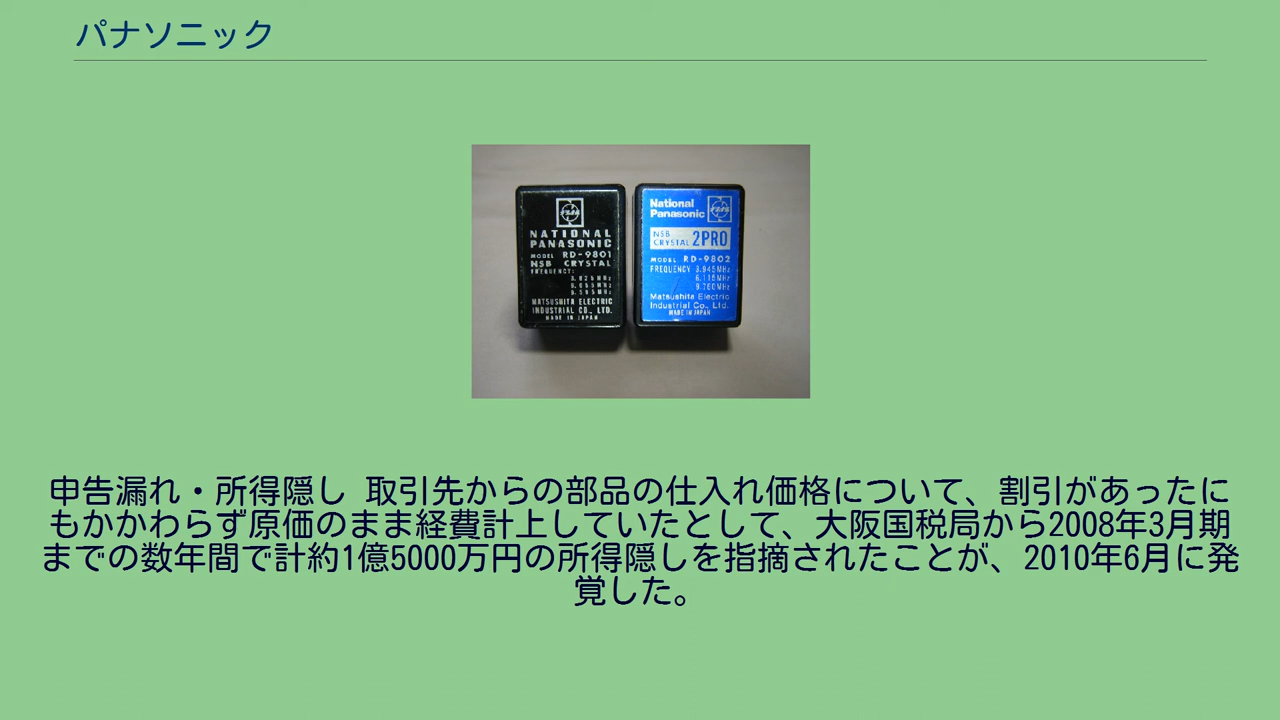 パナソニック
NATIONAL
PANASONIC
MODEL RD-9801
NSB CRYSTAL
FREQUENCY:
MATSUSHITA ELECTRIC
INDUSTRIAL CO., LTD.
MADE IN JAPAN
National
Panasonic
NSB
CRYSTAL 2PRO
MODEL RD-9802
FREQUENCY 3.945MHz
6.115MHz
9.760MHz
Matsushita Electric
Industrial Co., Ltd.
MADE IN JAPAN
申告漏れ・所得隠し 取引先からの部品の仕入れ価格について、割引があったに
もかかわらず原価のまま経費計上していたとして、大阪国税局から2008年3月期
までの数年間で計約1億5000万円の所得隠しを指摘されたことが、2010年6月に発
覚した。